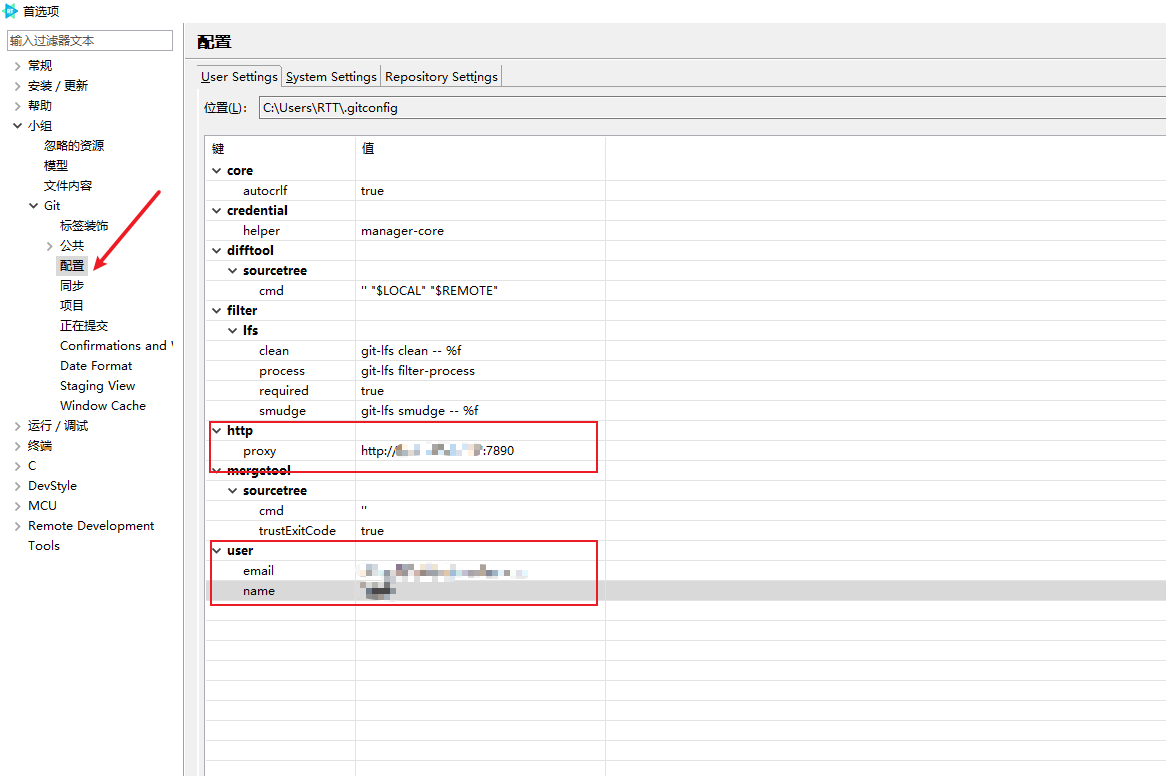 首选项
输入过滤器文本
常规
安装 / 更新
帮助
小组
忽略的资源
模型
文件内容
Git
标签装饰
公共
配置
同步
项目
正在提交
Confirmations and
Date Format
Staging View
Window Cache
运行 / 调试
终端
C
DevStyle
MCU
Remote Development
Tools
配置
User Settings System Settings Repository Settings
位置(L): C:\Users\RTT\.gitconfig
键 值
core
autocrlf true
credential
helper manager-core
difftool
sourcetree
cmd '' "$LOCAL" "$REMOTE"
filter
lfs
clean git-lfs clean -- %f
process git-lfs filter-process
required true
smudge git-lfs smudge -- %f
http
proxy http:// :7890
mergetool
sourcetree
cmd ''
trustExitCode true
user
email
name